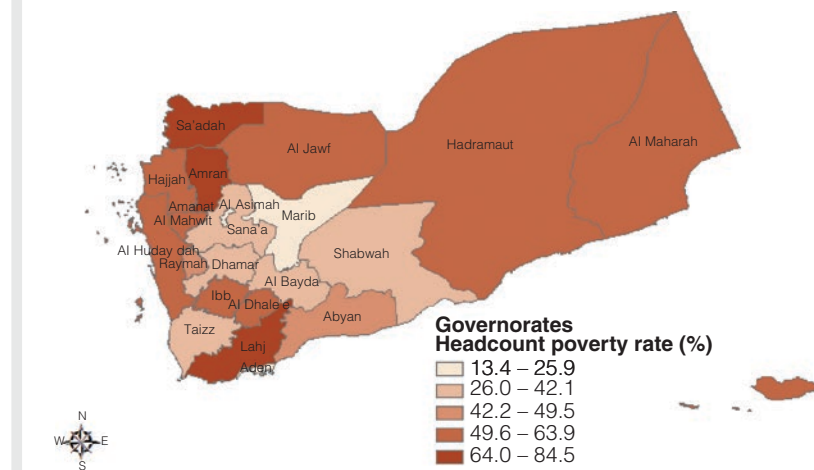 Sa'adah
Al Jawf
Hadramaut
Al Maharah
Hajjah
Amran
Amanat Al Asimah
Al Mahwit
Marib
Sana'a
Al Huday dah
Raymah
Dhamar
Shabwah
Al Bayda
Ibb
Al Dhale'e
Abyan
Taizz
Lahj
Aden
Governorates
Headcount poverty rate (%)
13.4 – 25.9
26.0 – 42.1
42.2 – 49.5
49.6 – 63.9
64.0 – 84.5
N
W E
S